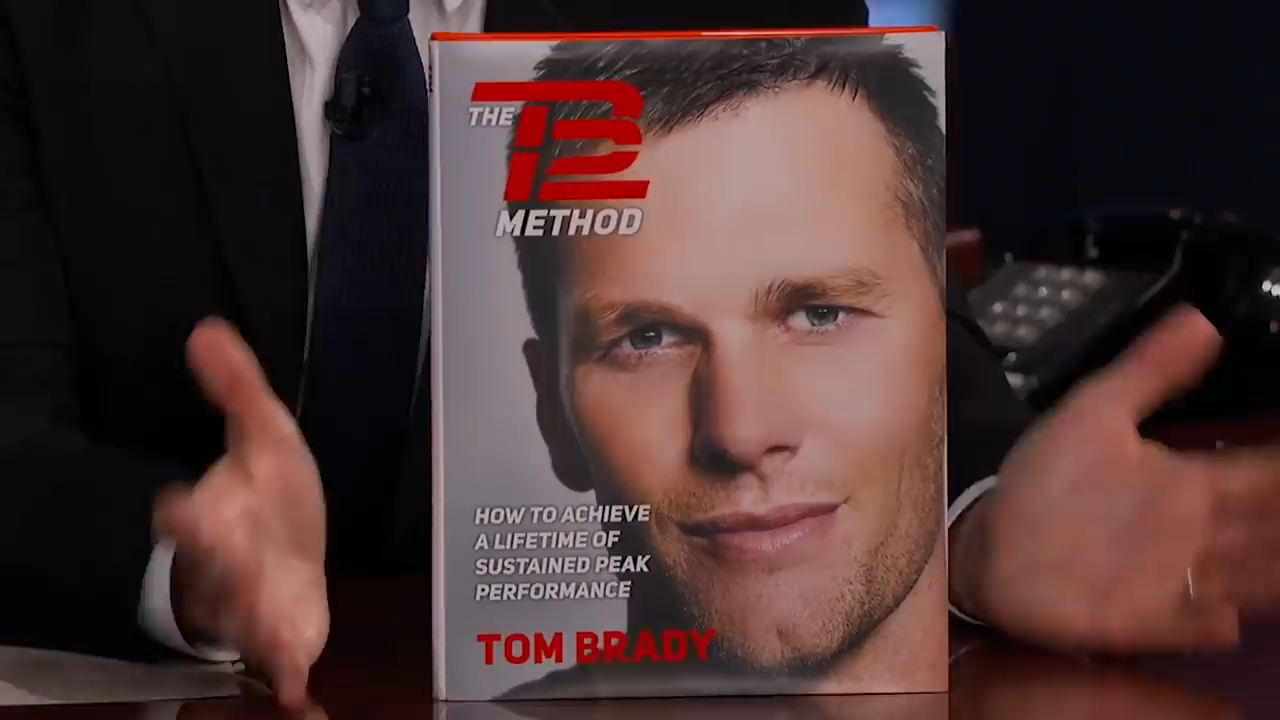 THE TB12
METHOD
HOW TO ACHIEVE
A LIFETIME OF
SUSTAINED PEAK
PERFORMANCE
TOM BRADY